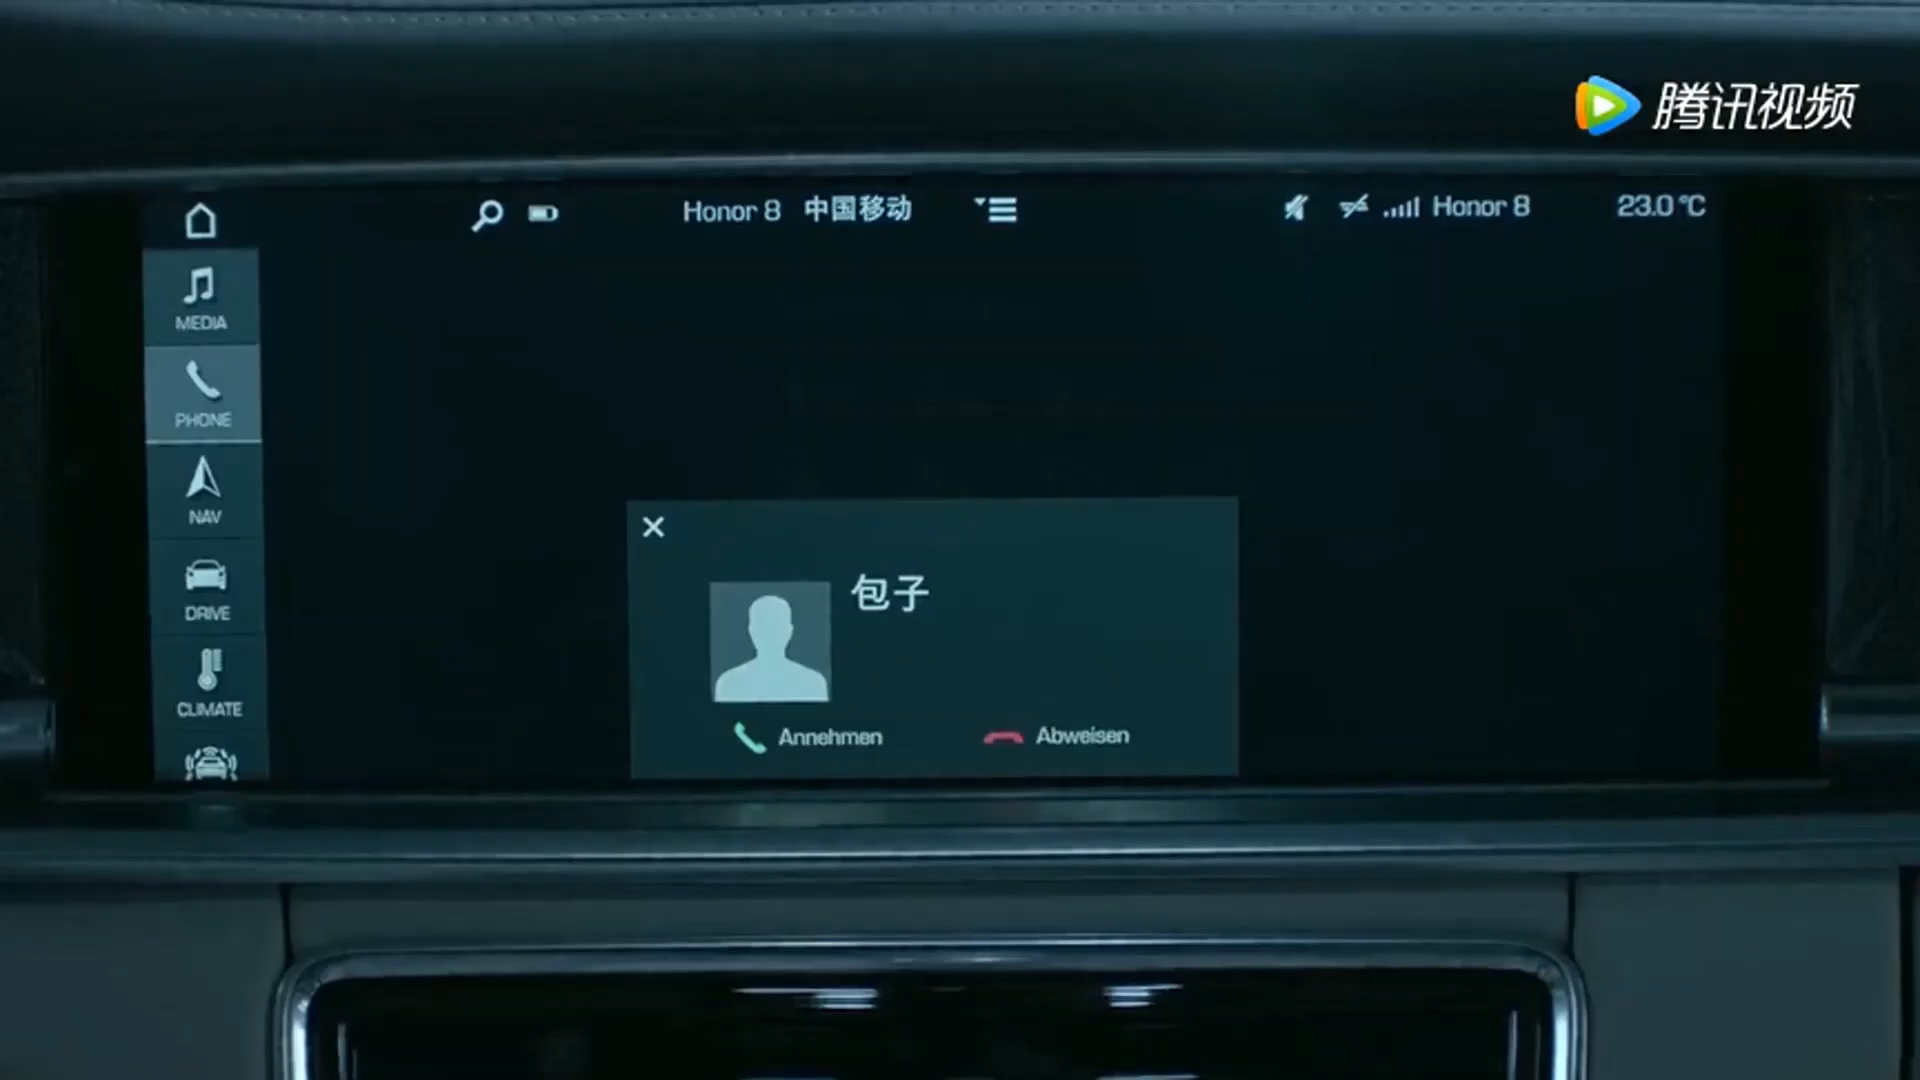 腾讯视频
Honor 8 中国移动 Honor 8 23.0 °C
MEDIA
PHONE
NAV
DRIVE
CLIMATE
包子
Annehmen Abweisen